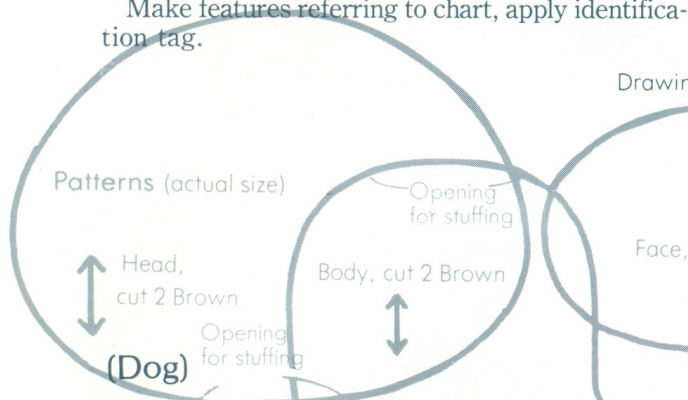 Make features referring to chart, apply identifica-
tion tag.
Patterns (actual size)
Opening
for stuffing
Head,
cut 2 Brown
Body, cut 2 Brown
Opening
for stuffing
(Dog)
Face,